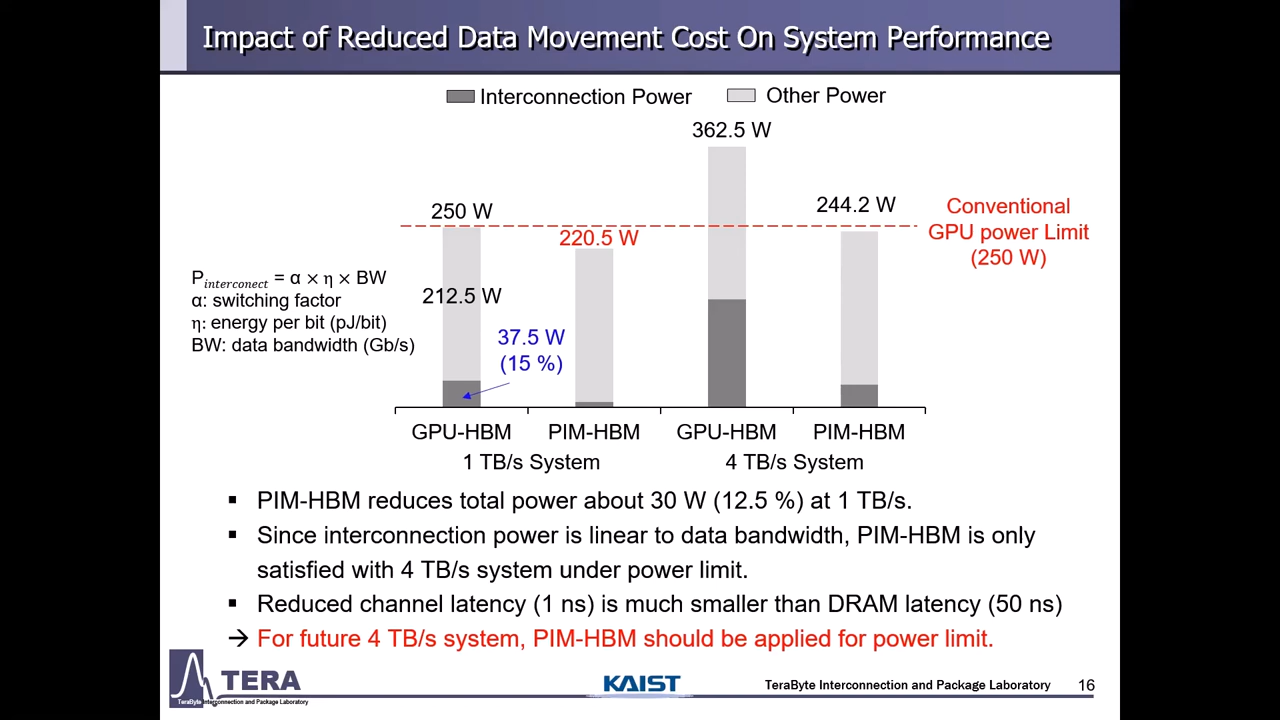 Impact of Reduced Data Movement Cost On System Performance
Interconnection Power
Other Power
362.5 W
250 W
220.5 W
244.2 W
Conventional
GPU power Limit
(250 W)
P_interconect = α × η × BW
α: switching factor
η: energy per bit (pJ/bit)
BW: data bandwidth (Gb/s)
212.5 W
37.5 W
(15 %)
GPU-HBM PIM-HBM GPU-HBM PIM-HBM
1 TB/s System 4 TB/s System
▪ PIM-HBM reduces total power about 30 W (12.5 %) at 1 TB/s.
▪ Since interconnection power is linear to data bandwidth, PIM-HBM is only
satisfied with 4 TB/s system under power limit.
▪ Reduced channel latency (1 ns) is much smaller than DRAM latency (50 ns)
→ For future 4 TB/s system, PIM-HBM should be applied for power limit.
TERA
TeraByte Interconnection and Package Laboratory
KAIST
TeraByte Interconnection and Package Laboratory 16